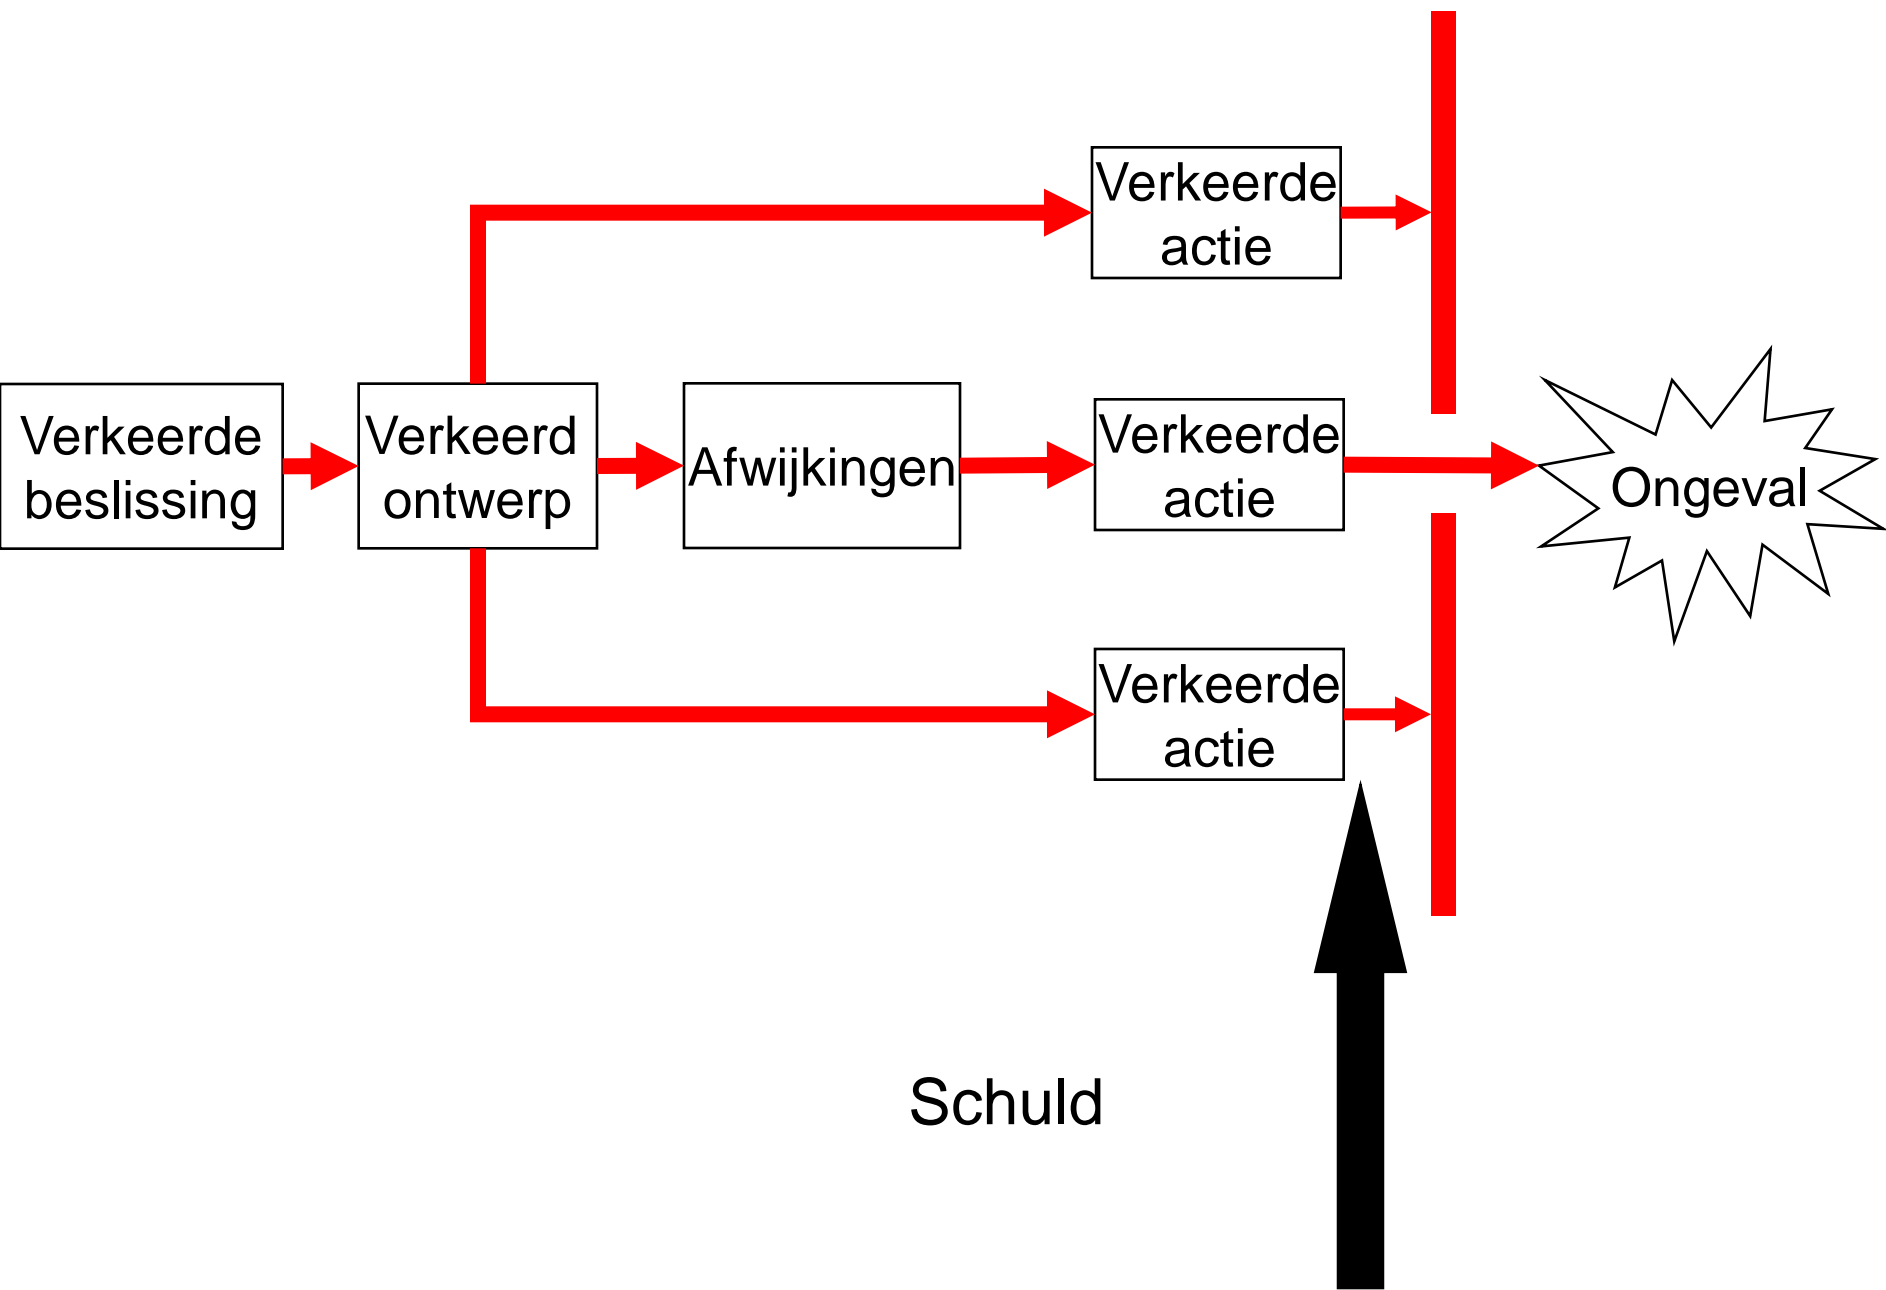 Verkeerde
actie
Verkeerde
beslissing
Verkeerd
ontwerp
Afwijkingen
Verkeerde
actie
Ongeval
Verkeerde
actie
Schuld